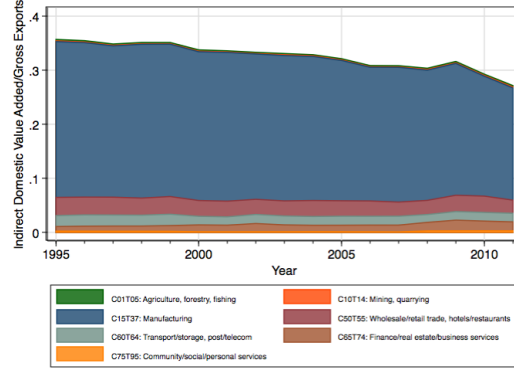 Indirect Domestic Value Added/Gross Exports
.4
.3
.2
.1
0
1995
2000
2005
2010
Year
C01T05: Agriculture, forestry, fishing
C10T14: Mining, quarrying
C15T37: Manufacturing
C50T55: Wholesale/retail trade, hotels/restaurants
C60T64: Transport/storage, post/telecom
C65T74: Finance/real estate/business services
C75T95: Community/social/personal services